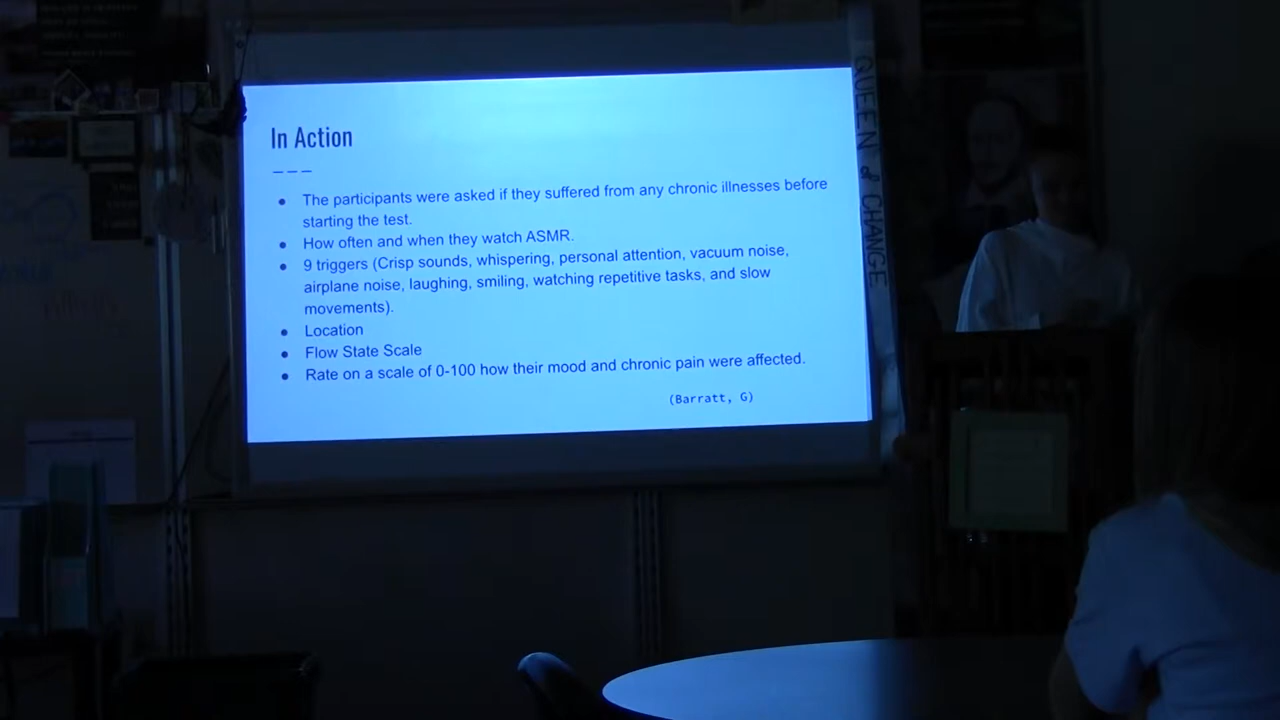 In Action
___
● The participants were asked if they suffered from any chronic illnesses before
starting the test.
● How often and when they watch ASMR.
● 9 triggers (Crisp sounds, whispering, personal attention, vacuum noise,
airplane noise, laughing, smiling, watching repetitive tasks, and slow
movements).
● Location
● Flow State Scale
● Rate on a scale of 0-100 how their mood and chronic pain were affected.
(Barratt, G)
QUEEN of CHANGE